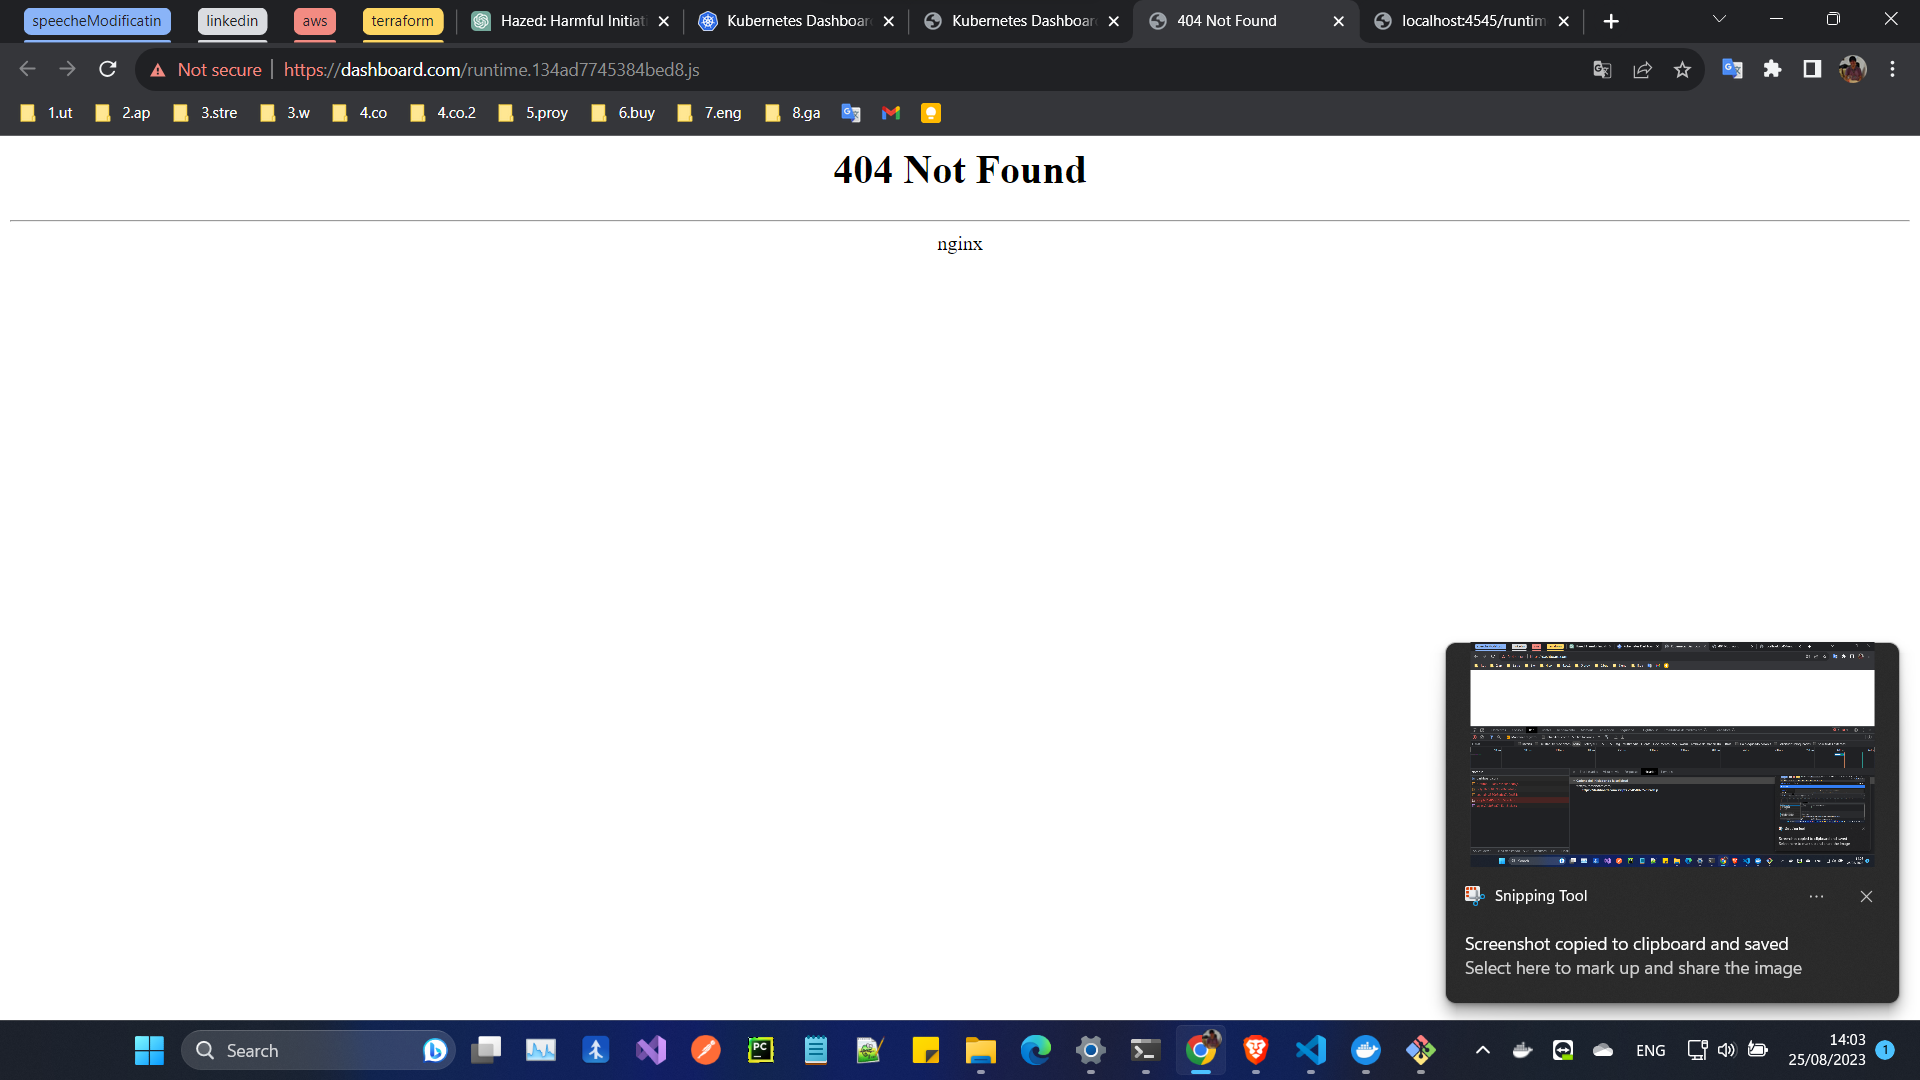 speecheModificatin
linkedin
aws
terraform
Hazed: Harmful Initiat
Kubernetes Dashboar
Kubernetes Dashboar
404 Not Found
localhost:4545/runtim
Not secure
https://dashboard.com/runtime.134ad7745384bed8.js
1.ut
2.ap
3.stre
3.w
4.co
4.co.2
5.proy
6.buy
7.eng
8.ga
404 Not Found
nginx
Snipping Tool
Screenshot copied to clipboard and saved
Select here to mark up and share the image
Search
PC
ENG
14:03
25/08/2023
1